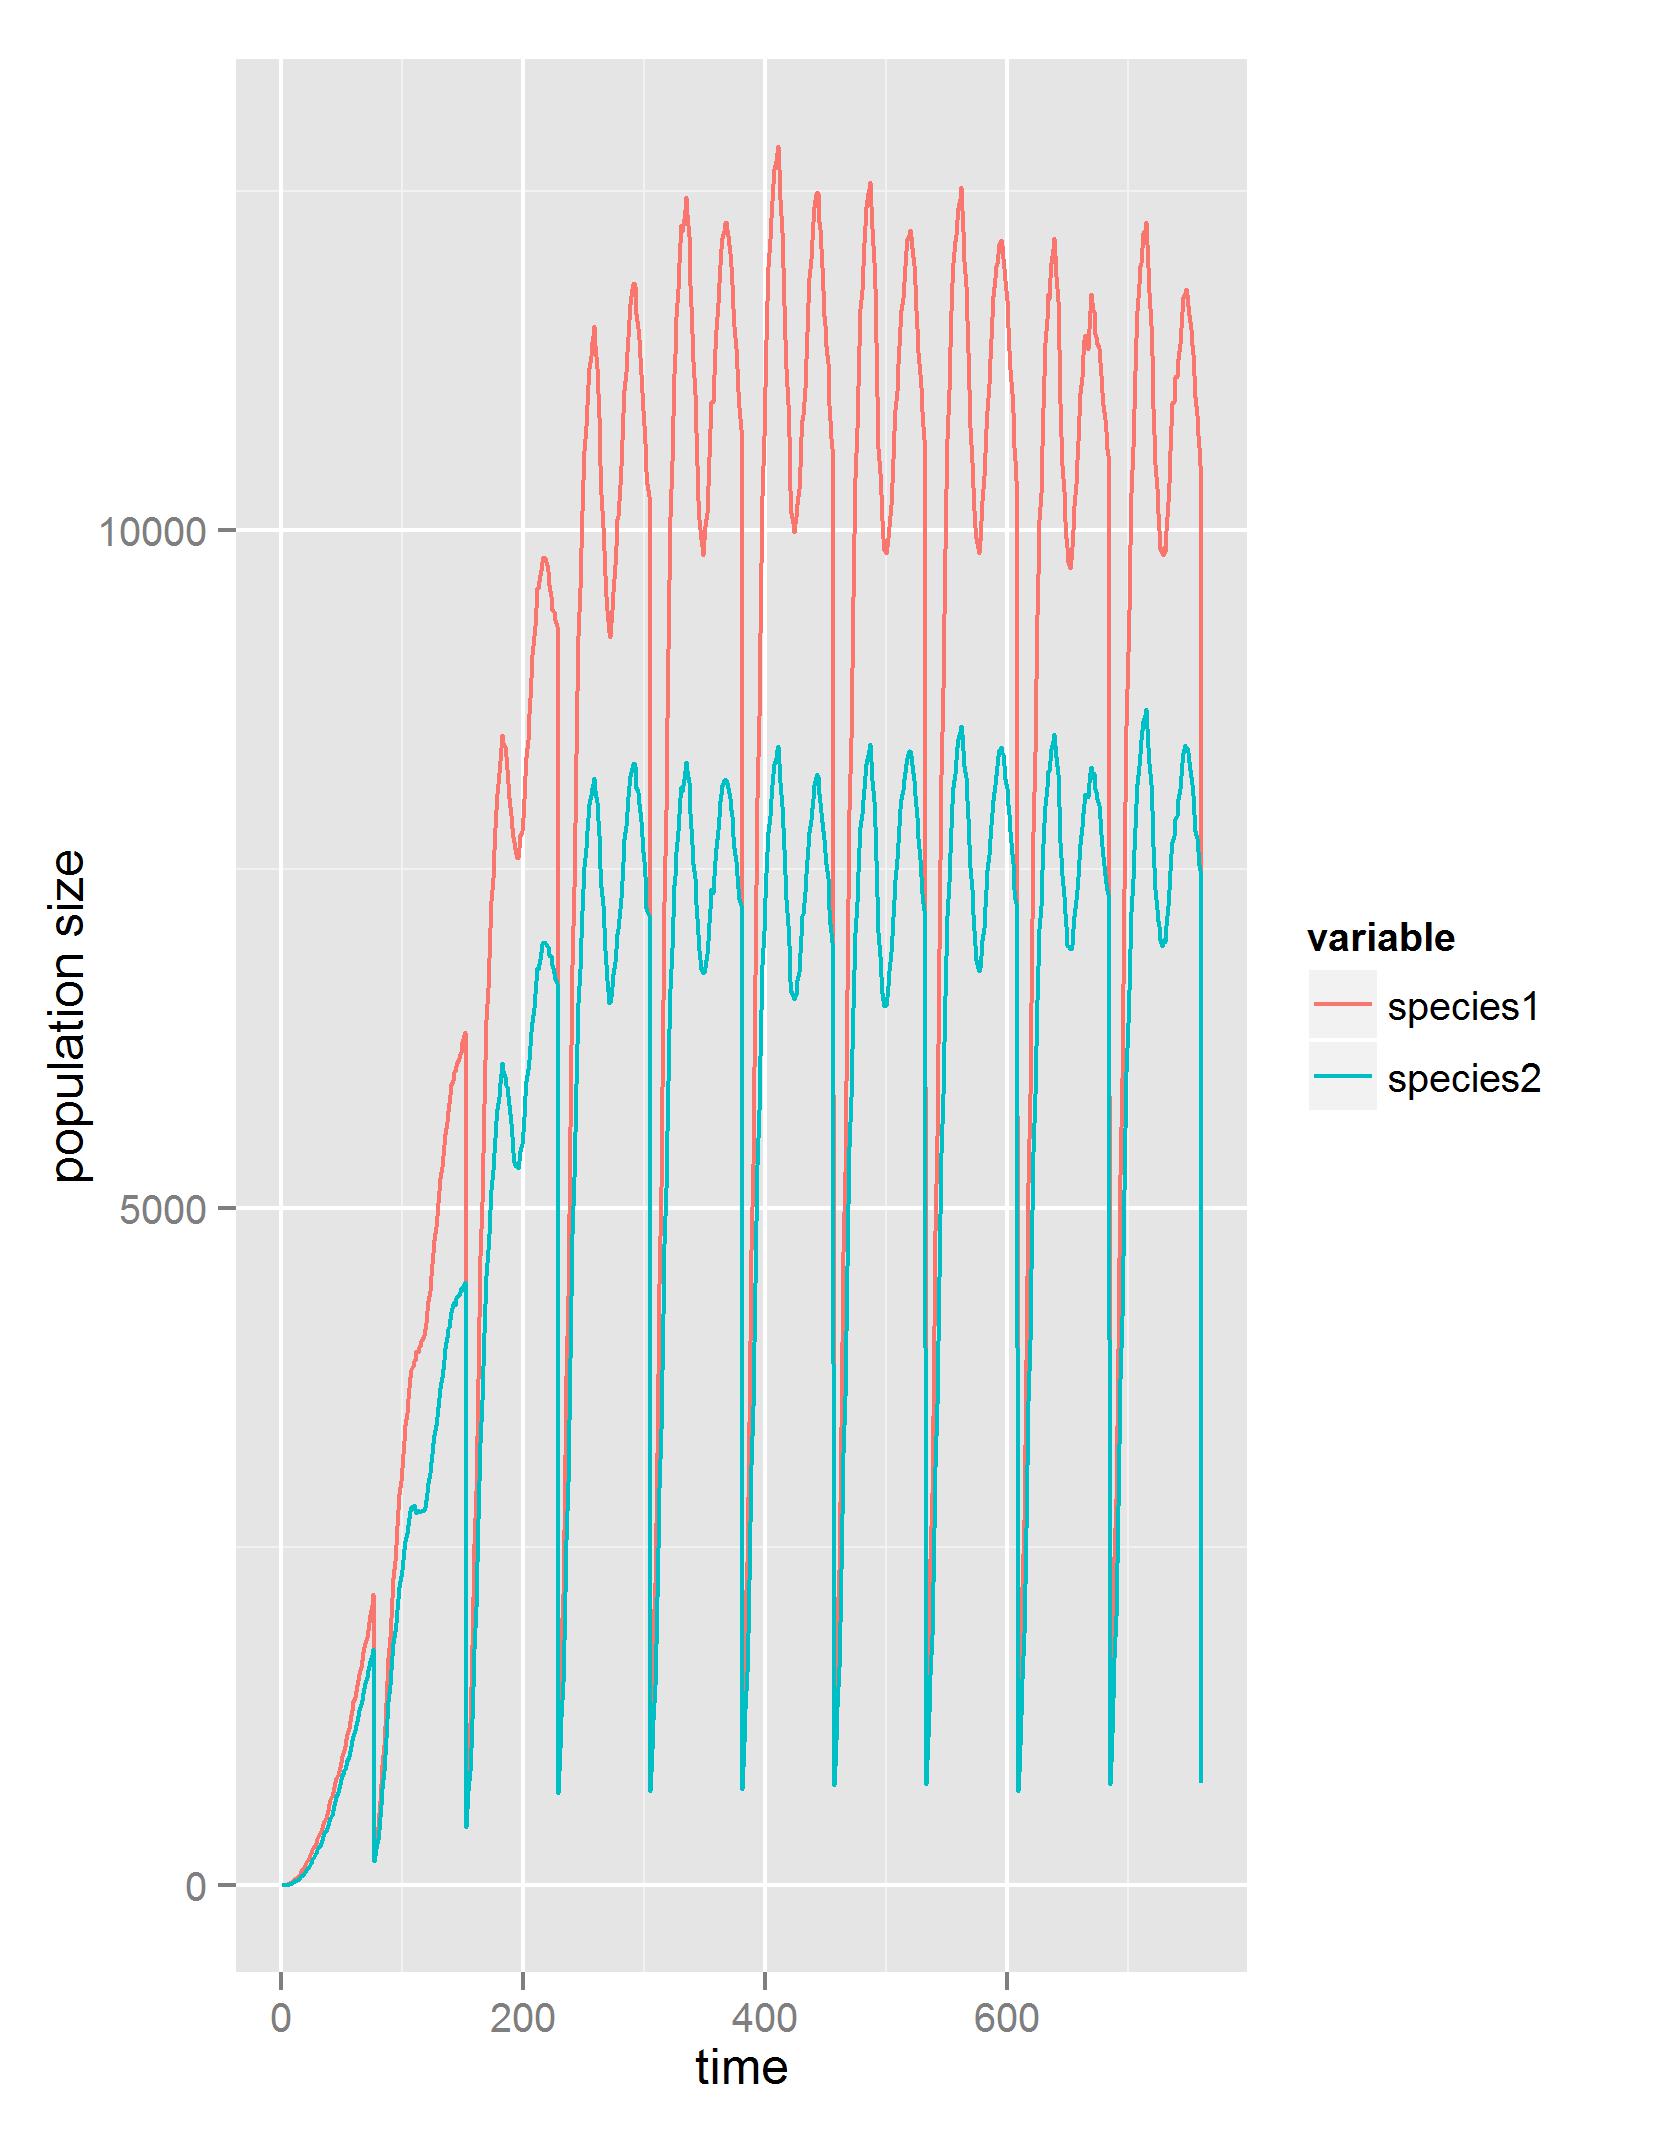 population size
10000
5000
0
0 200 400 600
time
variable
species1
species2